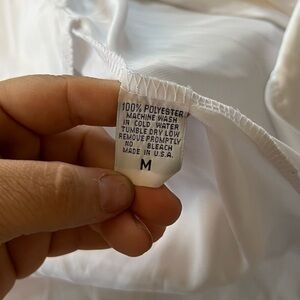 100% POLYESTER
MACHINE WASH
IN COLD WATER
TUMBLE DRY LOW
REMOVE PROMPTLY
NO BLEACH
MADE IN U.S.A.
M